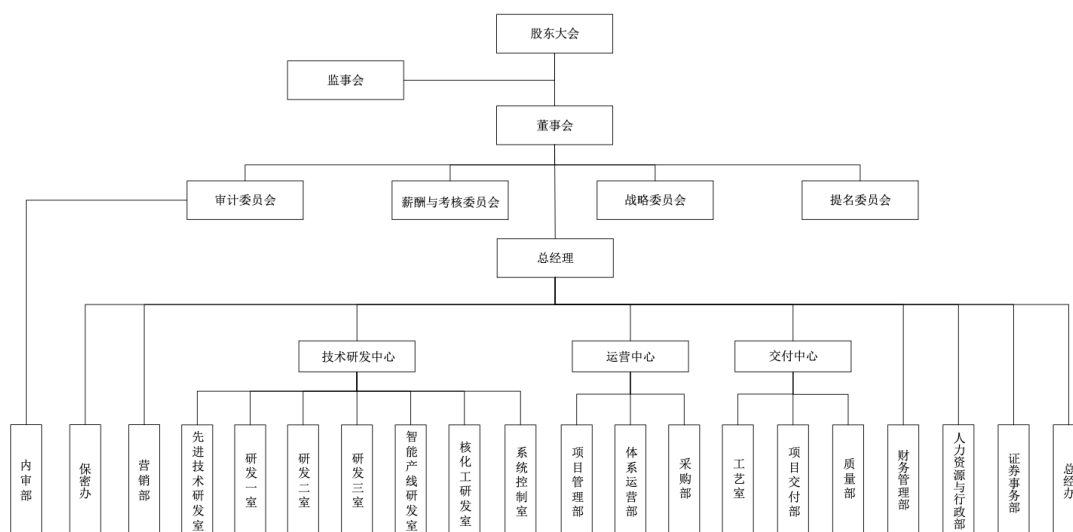 股东大会
监事会
董事会
审计委员会
薪酬与考核委员会
战略委员会
提名委员会
总经理
技术研发中心
运营中心
交付中心
内审部
保密办
营销部
先进技术研发室
研发一室
研发二室
研发三室
智能产线研发室
核化工研发室
系统控制室
项目管理部
体系运营部
采购部
工艺室
项目交付部
质量部
财务管理部
人力资源与行政部
证券事务部
总经办